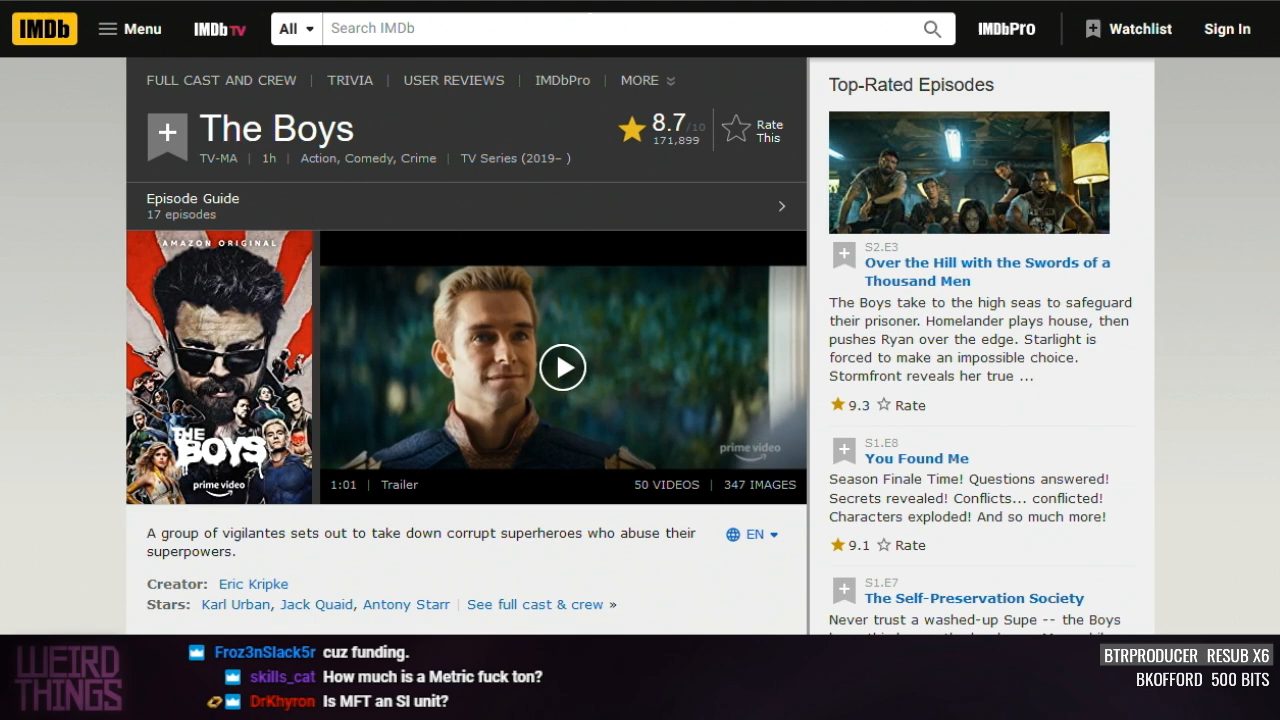 IMDb
Menu
IMDb TV
All
Search IMDb
IMDbPro
Watchlist
Sign In
FULL CAST AND CREW | TRIVIA | USER REVIEWS | IMDbPro | MORE
The Boys
8.7/10
171,899
Rate This
TV-MA | 1h | Action, Comedy, Crime | TV Series (2019– )
Episode Guide
17 episodes
AMAZON ORIGINAL
THE BOYS
prime video
prime video
1:01 | Trailer
50 VIDEOS | 347 IMAGES
A group of vigilantes sets out to take down corrupt superheroes who abuse their
superpowers.
EN
Creator: Eric Kripke
Stars: Karl Urban, Jack Quaid, Antony Starr | See full cast & crew »
Top-Rated Episodes
S2.E3
Over the Hill with the Swords of a
Thousand Men
The Boys take to the high seas to safeguard
their prisoner. Homelander plays house, then
pushes Ryan over the edge. Starlight is
forced to make an impossible choice.
Stormfront reveals her true ...
9.3 Rate
S1.E8
You Found Me
Season Finale Time! Questions answered!
Secrets revealed! Conflicts... conflicted!
Characters exploded! And so much more!
9.1 Rate
S1.E7
The Self-Preservation Society
Never trust a washed-up Supe -- the Boys
WEIRD
THINGS
Froz3nSlack5r cuz funding.
skills_cat How much is a Metric fuck ton?
DrKhyron Is MFT an SI unit?
BTRPRODUCER RESUB X6
BKOFFORD 500 BITS